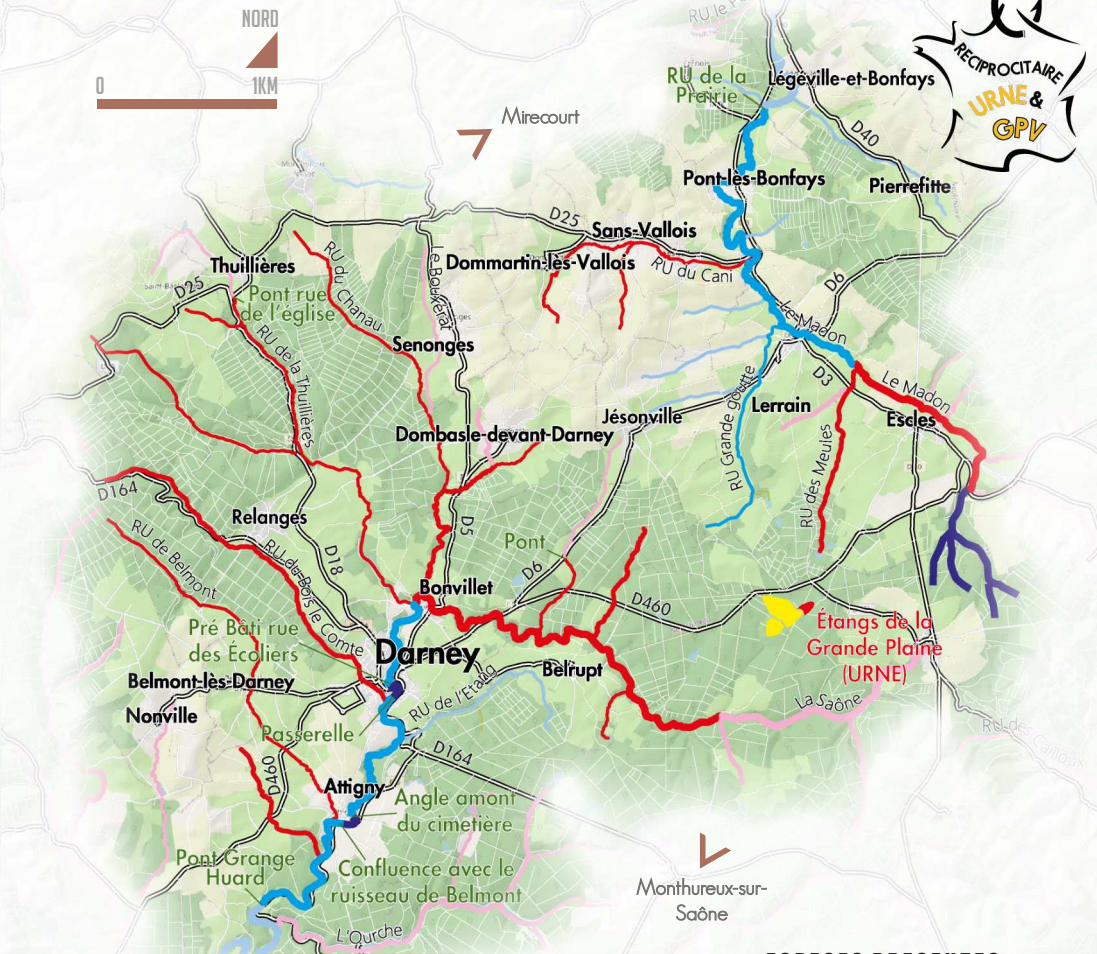 NORD
0 1KM
RECIPROCITAIRE
URNE &
GPV
RU de la
Prairie
Légéville-et-Bonfays
Mirecourt
D40
Pont-lès-Bonfays
Pierrefitte
D25
Sans-Vallois
Dommartin-lès-Vallois
RU du Cani
D6
Thuillières
D25
Pont rue
de l'église
RU du Chanau
Le Bouxerat
Le Madon
RU de la Thuillières
Senonges
D3
Le Madon
Lerrain
Escles
Jésonville
RU Grande goutte
RU des Meules
Dombasle-devant-Darney
D164
Relanges
D5
RU de Belmont
RU du Bois le Comte
D18
Pont
D6
Bonvillet
D460
Étangs de la
Grande Plaine
(URNE)
Pré Bâti rue
des Écoliers
Darney
Belrupt
Belmont-lès-Darney
RU de l'Etang
La Saône
Nonville
Passerelle
RU des Cailloux
D164
D460
Attigny
Angle amont
du cimetière
Pont Grange
Huard
Confluence avec le
ruisseau de Belmont
Monthureux-sur-
Saône
L'Ourche